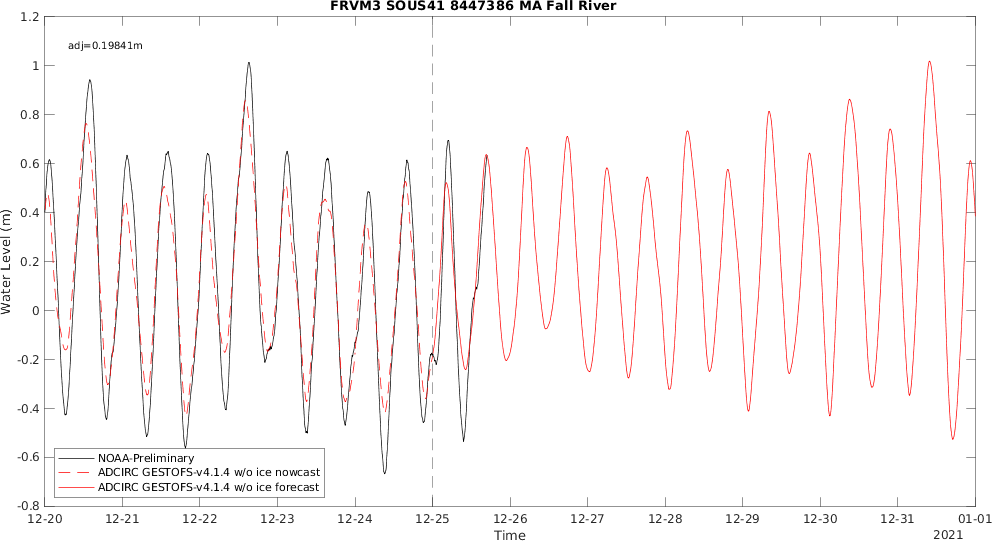 FRVM3 SOUS41 8447386 MA Fall River
adj=0.19841m
1.2
1
0.8
0.6
0.4
0.2
0
-0.2
-0.4
-0.6
-0.8
Water Level (m)
NOAA-Preliminary
ADCIRC GESTOFS-v4.1.4 w/o ice nowcast
ADCIRC GESTOFS-v4.1.4 w/o ice forecast
12-20 12-21 12-22 12-23 12-24 12-25 12-26 12-27 12-28 12-29 12-30 12-31 01-01
Time
2021